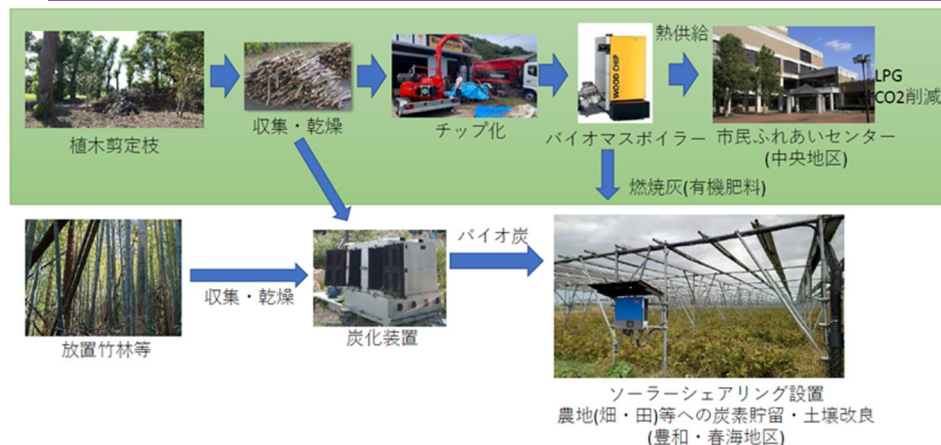 熱供給
LPG
CO2削減
WOOD CHIP
植木剪定枝
収集・乾燥
チップ化
バイオマスボイラー
市民ふれあいセンター
(中央地区)
燃焼灰(有機肥料)
バイオ炭
収集・乾燥
放置竹林等
炭化装置
ソーラーシェアリング設置
農地(畑・田)等への炭素貯留・土壌改良
(豊和・春海地区)